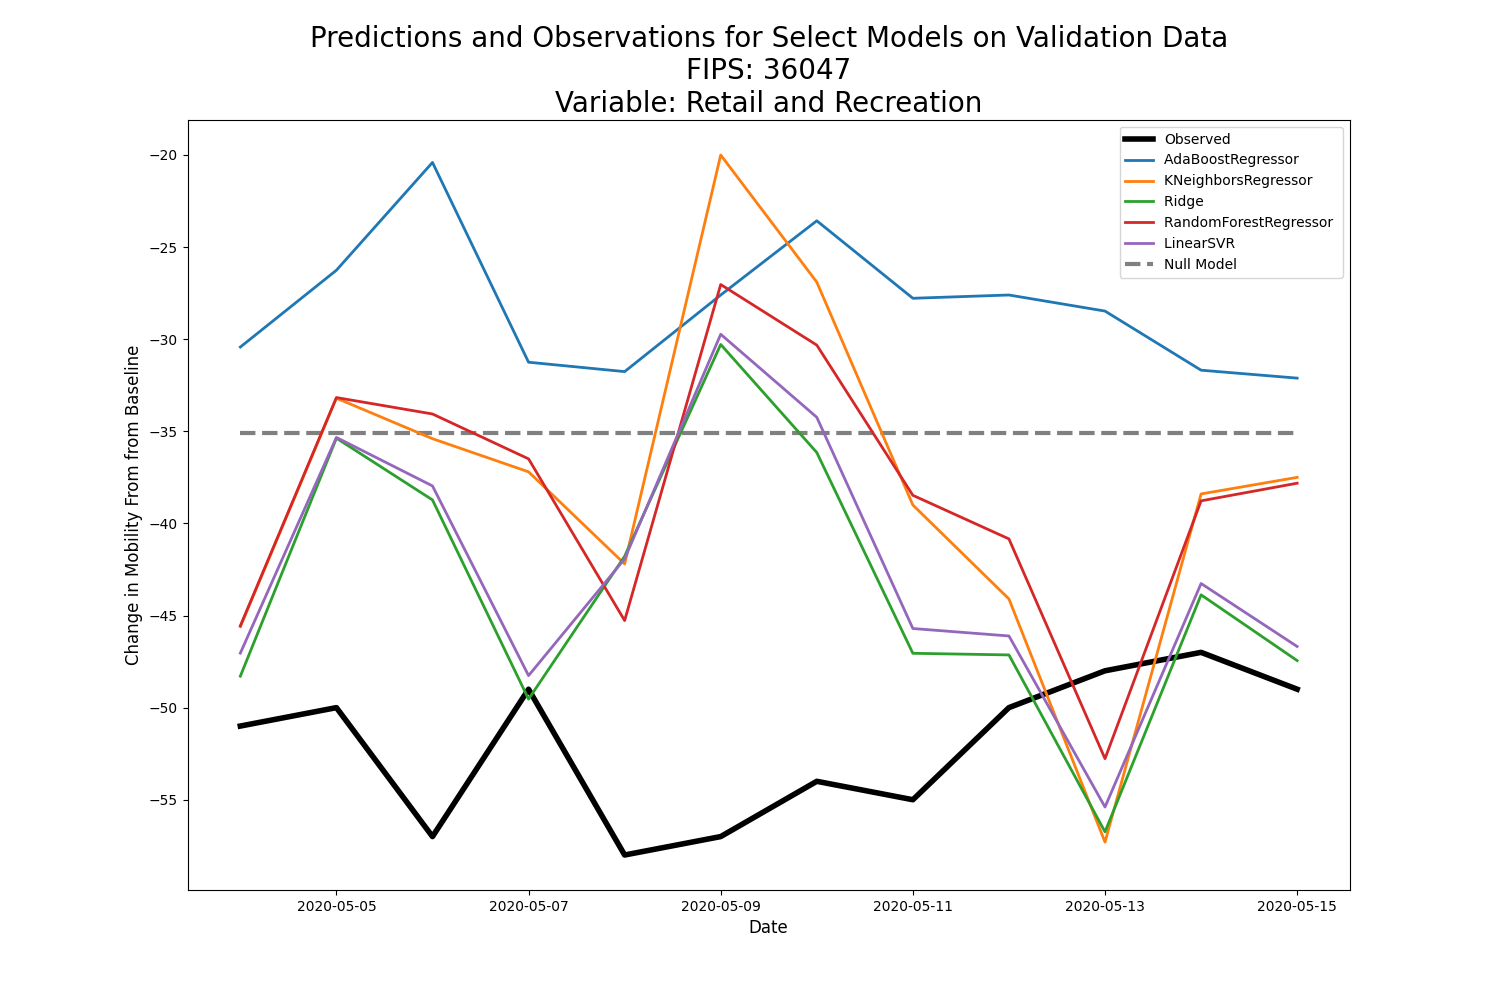 Predictions and Observations for Select Models on Validation Data
FIPS: 36047
Variable: Retail and Recreation
Observed
AdaBoostRegressor
KNeighborsRegressor
Ridge
RandomForestRegressor
LinearSVR
Null Model
−20
−25
−30
−35
−40
−45
−50
−55
Change in Mobility From from Baseline
2020-05-05
2020-05-07
2020-05-09
2020-05-11
2020-05-13
2020-05-15
Date